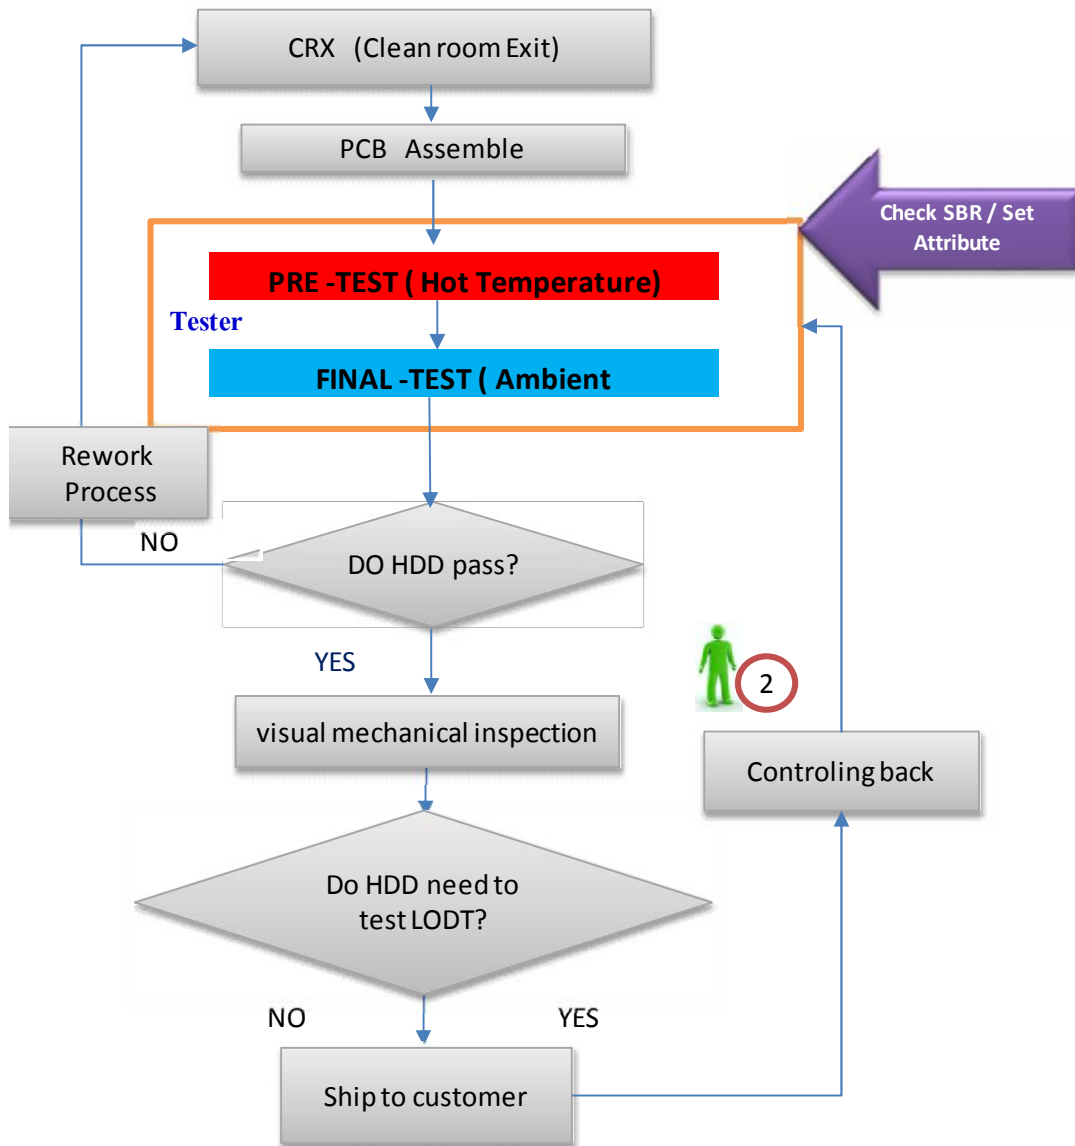 CRX (Clean room Exit)
PCB Assemble
Check SBR / Set
Attribute
PRE -TEST ( Hot Temperature)
Tester
FINAL -TEST ( Ambient
Rework
Process
NO
DO HDD pass?
YES
2
visual mechanical inspection
Controling back
Do HDD need to
test LODT?
NO
YES
Ship to customer